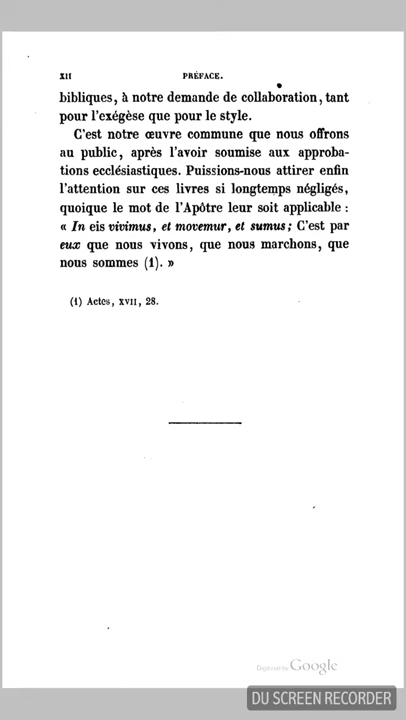 XII PRÉFACE.
bibliques, à notre demande de collaboration, tant
pour l'exégèse que pour le style.
C'est notre œuvre commune que nous offrons
au public, après l'avoir soumise aux approba-
tions ecclésiastiques. Puissions-nous attirer enfin
l'attention sur ces livres si longtemps négligés,
quoique le mot de l'Apôtre leur soit applicable :
« In eis vivimus, et movemur, et sumus; C'est par
eux que nous vivons, que nous marchons, que
nous sommes (1). »
(1) Actes, XVII, 28.
Digitized by Google
DU SCREEN RECORDER